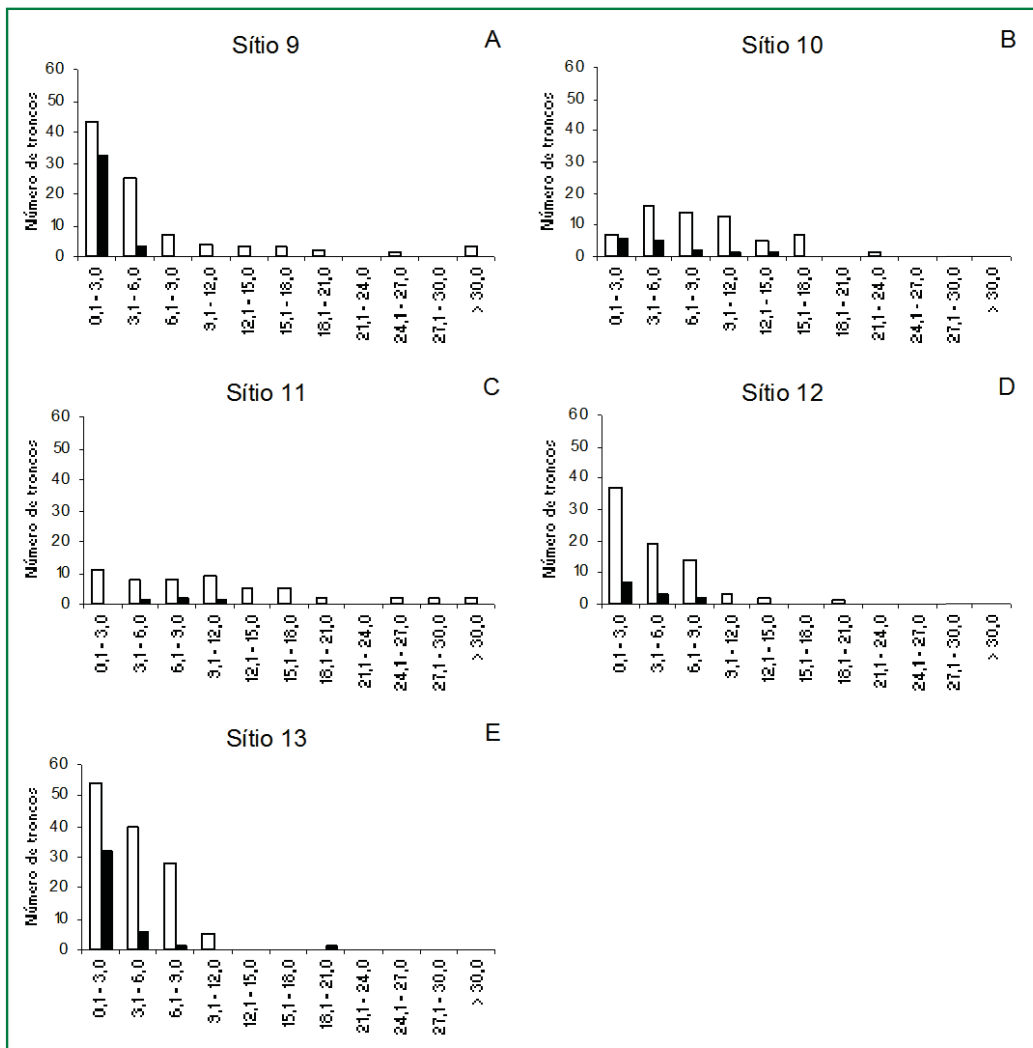 Sítio 9
A
Número de troncos
60
50
40
30
20
10
0
0,1 - 3,0
3,1 - 6,0
6,1 - 9,0
9,1 - 12,0
12,1 - 15,0
15,1 - 18,0
18,1 - 21,0
21,1 - 24,0
24,1 - 27,0
27,1 - 30,0
> 30,0
Sítio 10
B
Número de troncos
60
50
40
30
20
10
0
0,1 - 3,0
3,1 - 6,0
6,1 - 9,0
9,1 - 12,0
12,1 - 15,0
15,1 - 18,0
18,1 - 21,0
21,1 - 24,0
24,1 - 27,0
27,1 - 30,0
> 30,0
Sítio 11
C
Número de troncos
60
50
40
30
20
10
0
0,1 - 3,0
3,1 - 6,0
6,1 - 9,0
9,1 - 12,0
12,1 - 15,0
15,1 - 18,0
18,1 - 21,0
21,1 - 24,0
24,1 - 27,0
27,1 - 30,0
> 30,0
Sítio 12
D
Número de troncos
60
50
40
30
20
10
0
0,1 - 3,0
3,1 - 6,0
6,1 - 9,0
9,1 - 12,0
12,1 - 15,0
15,1 - 18,0
18,1 - 21,0
21,1 - 24,0
24,1 - 27,0
27,1 - 30,0
> 30,0
Sítio 13
E
Número de troncos
60
50
40
30
20
10
0
0,1 - 3,0
3,1 - 6,0
6,1 - 9,0
9,1 - 12,0
12,1 - 15,0
15,1 - 18,0
18,1 - 21,0
21,1 - 24,0
24,1 - 27,0
27,1 - 30,0
> 30,0